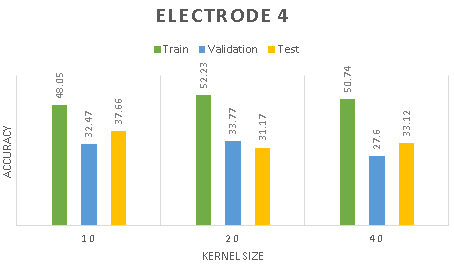 ELECTRODE 4
Train Validation Test
ACCURACY
48.05
32.47
37.66
52.23
33.77
31.17
50.74
27.6
33.12
10 20 40
KERNEL SIZE